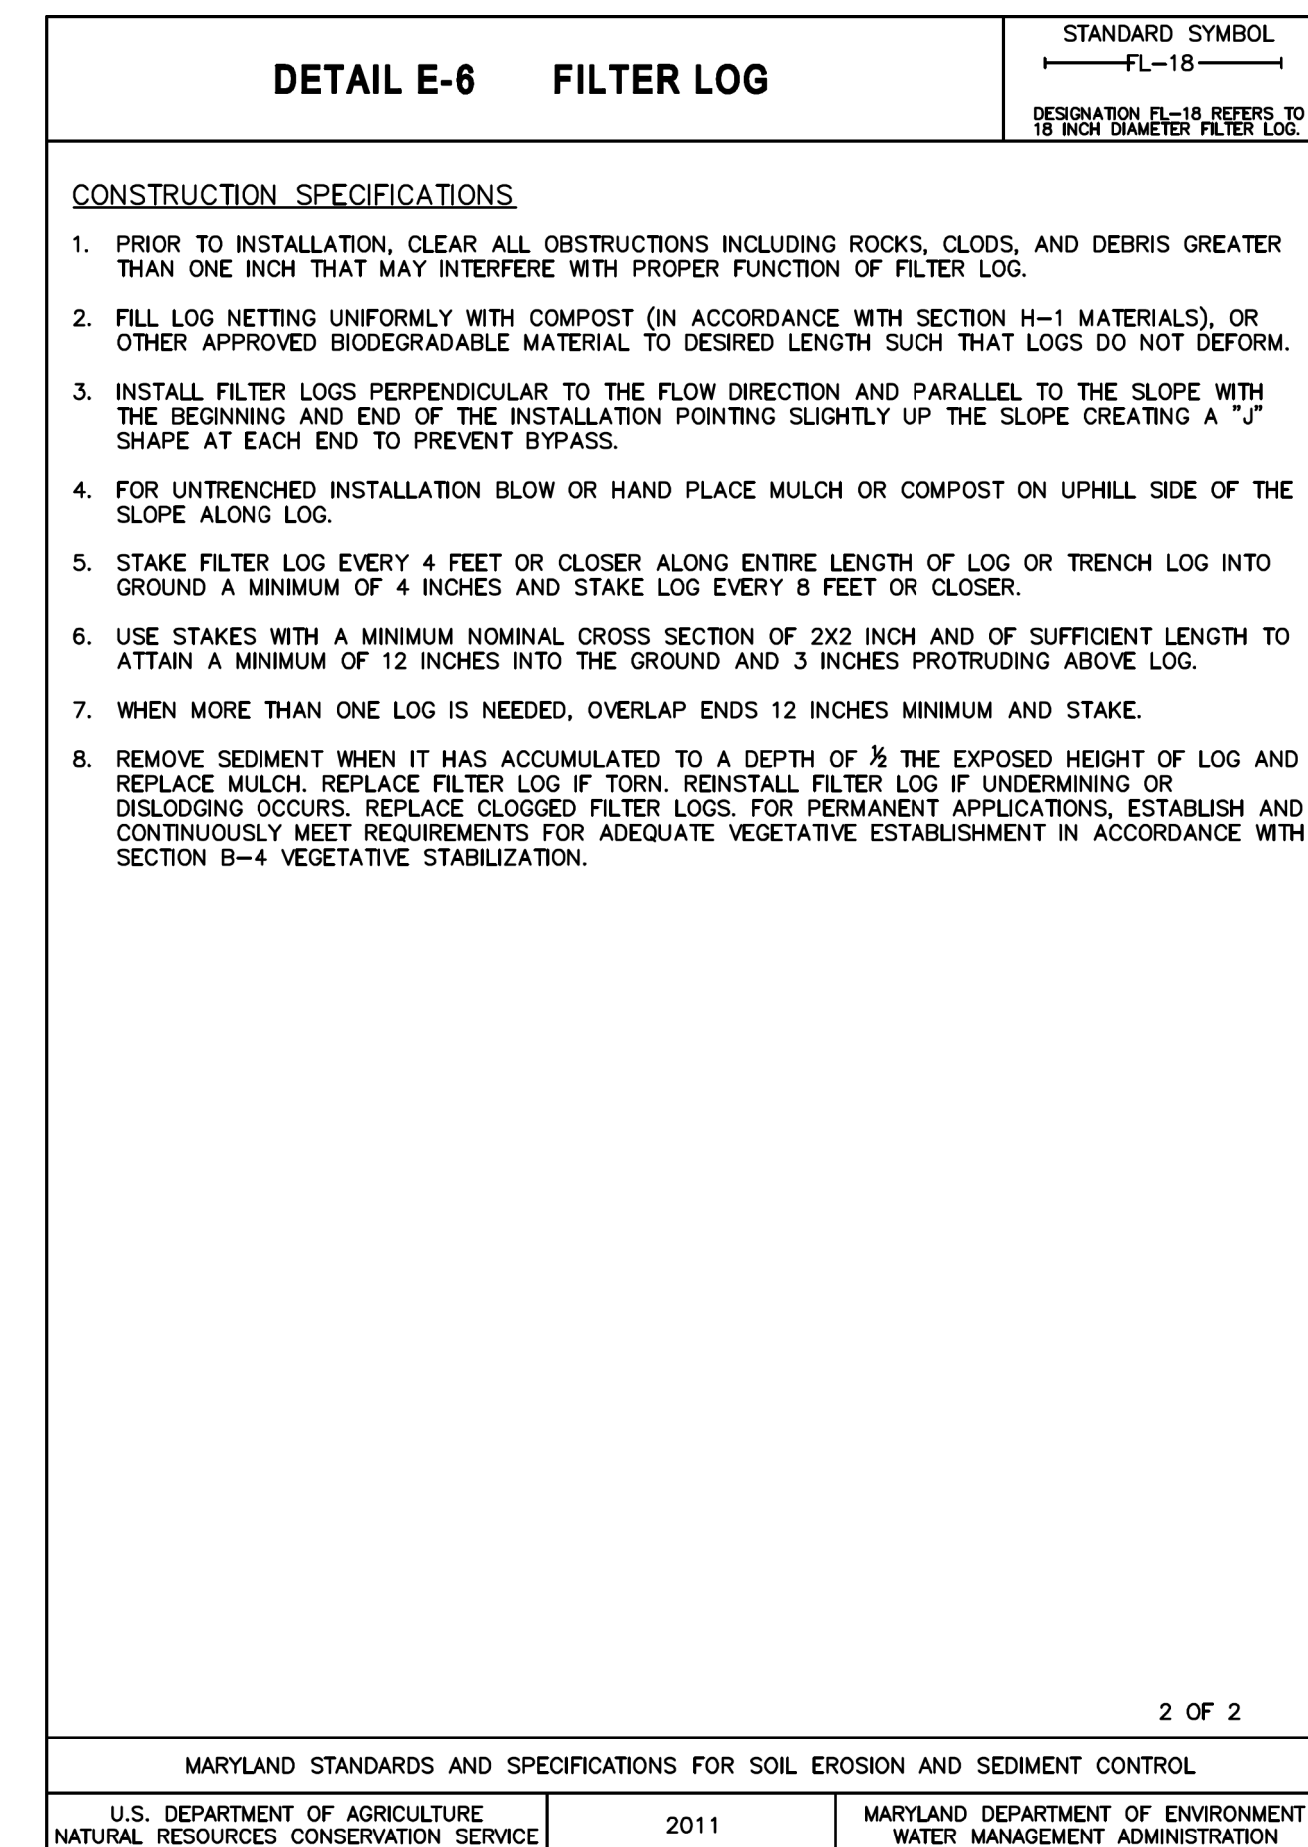 DETAIL E-6 FILTER LOG
STANDARD SYMBOL
FL-18
DESIGNATION FL-18 REFERS TO
18 INCH DIAMETER FILTER LOG.
CONSTRUCTION SPECIFICATIONS
1. PRIOR TO INSTALLATION, CLEAR ALL OBSTRUCTIONS INCLUDING ROCKS, CLODS, AND DEBRIS GREATER
THAN ONE INCH THAT MAY INTERFERE WITH PROPER FUNCTION OF FILTER LOG.
2. FILL LOG NETTING UNIFORMLY WITH COMPOST (IN ACCORDANCE WITH SECTION H-1 MATERIALS), OR
OTHER APPROVED BIODEGRADABLE MATERIAL TO DESIRED LENGTH SUCH THAT LOGS DO NOT DEFORM.
3. INSTALL FILTER LOGS PERPENDICULAR TO THE FLOW DIRECTION AND PARALLEL TO THE SLOPE WITH
THE BEGINNING AND END OF THE INSTALLATION POINTING SLIGHTLY UP THE SLOPE CREATING A "J"
SHAPE AT EACH END TO PREVENT BYPASS.
4. FOR UNTRENCHED INSTALLATION BLOW OR HAND PLACE MULCH OR COMPOST ON UPHILL SIDE OF THE
SLOPE ALONG LOG.
5. STAKE FILTER LOG EVERY 4 FEET OR CLOSER ALONG ENTIRE LENGTH OF LOG OR TRENCH LOG INTO
GROUND A MINIMUM OF 4 INCHES AND STAKE LOG EVERY 8 FEET OR CLOSER.
6. USE STAKES WITH A MINIMUM NOMINAL CROSS SECTION OF 2X2 INCH AND OF SUFFICIENT LENGTH TO
ATTAIN A MINIMUM OF 12 INCHES INTO THE GROUND AND 3 INCHES PROTRUDING ABOVE LOG.
7. WHEN MORE THAN ONE LOG IS NEEDED, OVERLAP ENDS 12 INCHES MINIMUM AND STAKE.
8. REMOVE SEDIMENT WHEN IT HAS ACCUMULATED TO A DEPTH OF ½ THE EXPOSED HEIGHT OF LOG AND
REPLACE MULCH. REPLACE FILTER LOG IF TORN. REINSTALL FILTER LOG IF UNDERMINING OR
DISLODGING OCCURS. REPLACE CLOGGED FILTER LOGS. FOR PERMANENT APPLICATIONS, ESTABLISH AND
CONTINUOUSLY MEET REQUIREMENTS FOR ADEQUATE VEGETATIVE ESTABLISHMENT IN ACCORDANCE WITH
SECTION B-4 VEGETATIVE STABILIZATION.
2 OF 2
MARYLAND STANDARDS AND SPECIFICATIONS FOR SOIL EROSION AND SEDIMENT CONTROL
U.S. DEPARTMENT OF AGRICULTURE
NATURAL RESOURCES CONSERVATION SERVICE
2011
MARYLAND DEPARTMENT OF ENVIRONMENT
WATER MANAGEMENT ADMINISTRATION